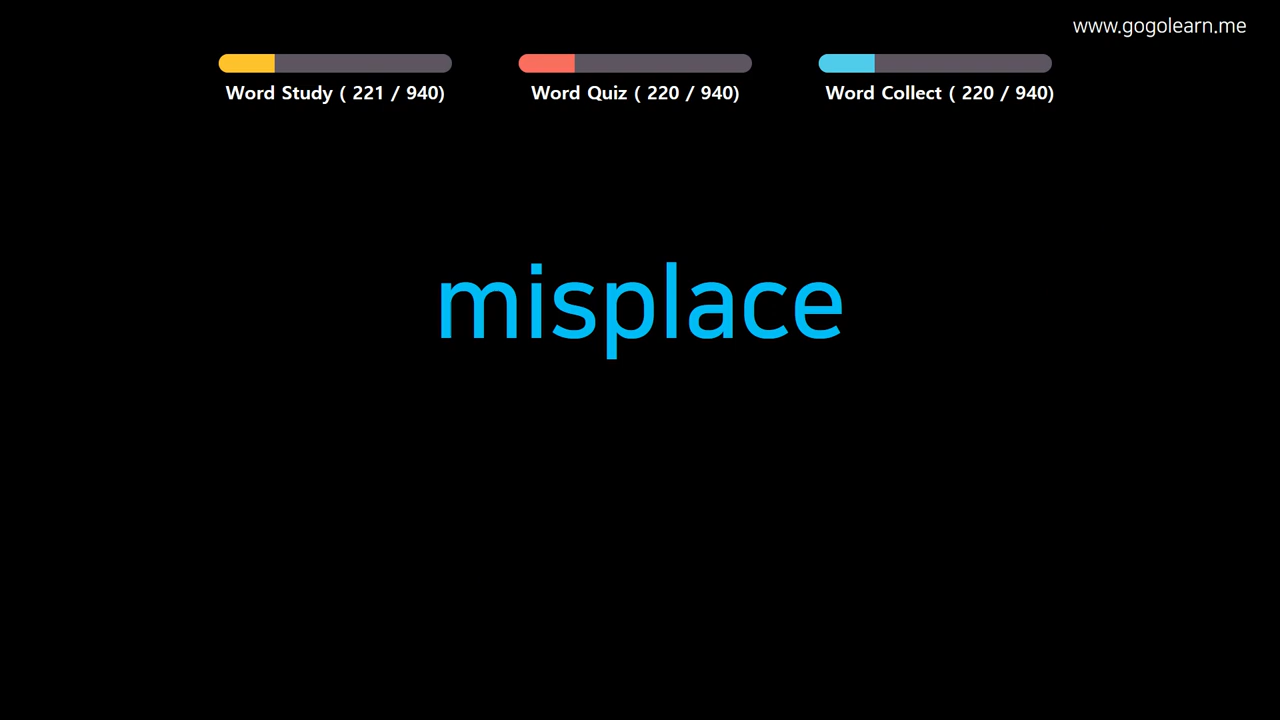 www.gogolearn.me
Word Study ( 221 / 940)
Word Quiz ( 220 / 940)
Word Collect ( 220 / 940)
misplace